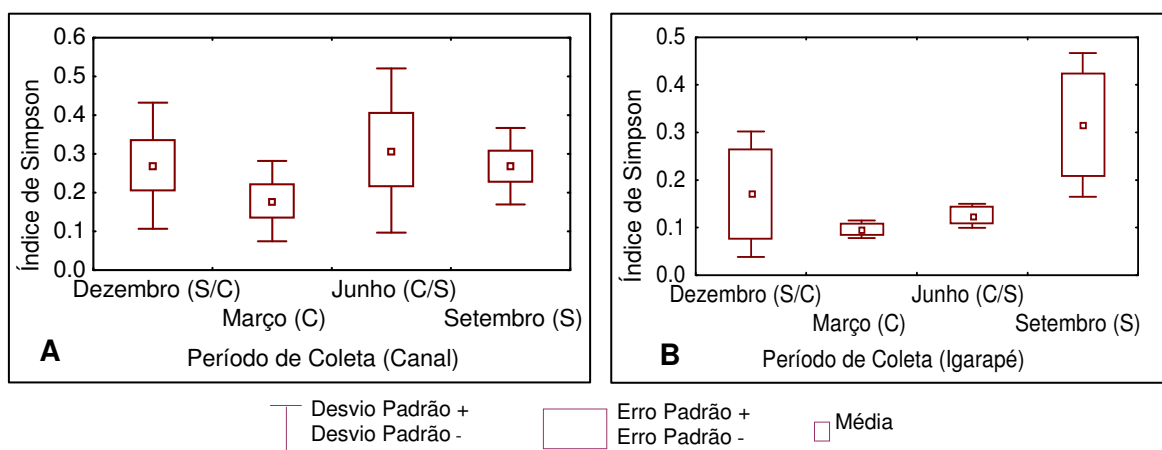 Índice de Simpson
0.6
0.5
0.4
0.3
0.2
0.1
0.0
Dezembro (S/C)
Março (C)
Junho (C/S)
Setembro (S)
A
Período de Coleta (Canal)
Índice de Simpson
0.5
0.4
0.3
0.2
0.1
0.0
Dezembro (S/C)
Março (C)
Junho (C/S)
Setembro (S)
B
Período de Coleta (Igarapé)
Desvio Padrão +
Desvio Padrão -
Erro Padrão +
Erro Padrão -
Média